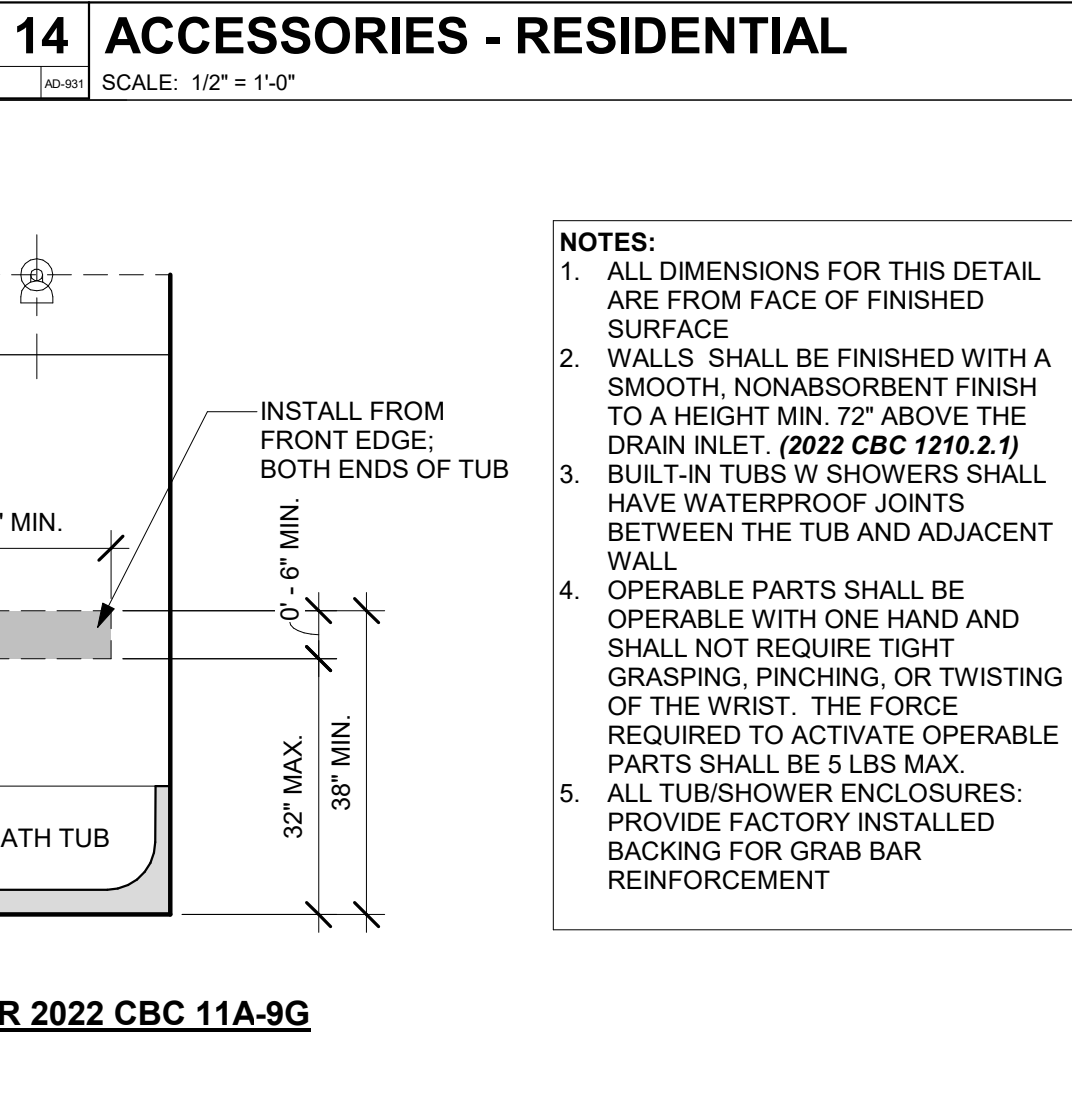 14 ACCESSORIES - RESIDENTIAL
AD-931 SCALE: 1/2" = 1'-0"
INSTALL FROM
FRONT EDGE;
BOTH ENDS OF TUB
" MIN.
0' - 6" MIN.
32" MAX.
38" MIN.
ATH TUB
R 2022 CBC 11A-9G
NOTES:
1. ALL DIMENSIONS FOR THIS DETAIL
ARE FROM FACE OF FINISHED
SURFACE
2. WALLS SHALL BE FINISHED WITH A
SMOOTH, NONABSORBENT FINISH
TO A HEIGHT MIN. 72" ABOVE THE
DRAIN INLET. (2022 CBC 1210.2.1)
3. BUILT-IN TUBS W SHOWERS SHALL
HAVE WATERPROOF JOINTS
BETWEEN THE TUB AND ADJACENT
WALL
4. OPERABLE PARTS SHALL BE
OPERABLE WITH ONE HAND AND
SHALL NOT REQUIRE TIGHT
GRASPING, PINCHING, OR TWISTING
OF THE WRIST. THE FORCE
REQUIRED TO ACTIVATE OPERABLE
PARTS SHALL BE 5 LBS MAX.
5. ALL TUB/SHOWER ENCLOSURES:
PROVIDE FACTORY INSTALLED
BACKING FOR GRAB BAR
REINFORCEMENT